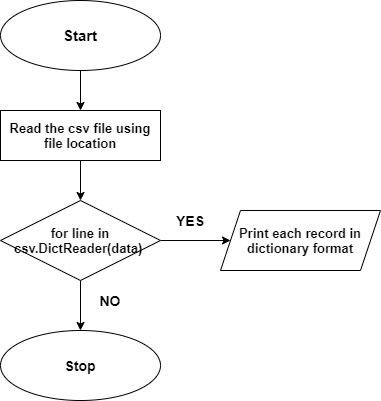 Start
Read the csv file using
file location
for line in
csv.DictReader(data)
YES
Print each record in
dictionary format
NO
Stop